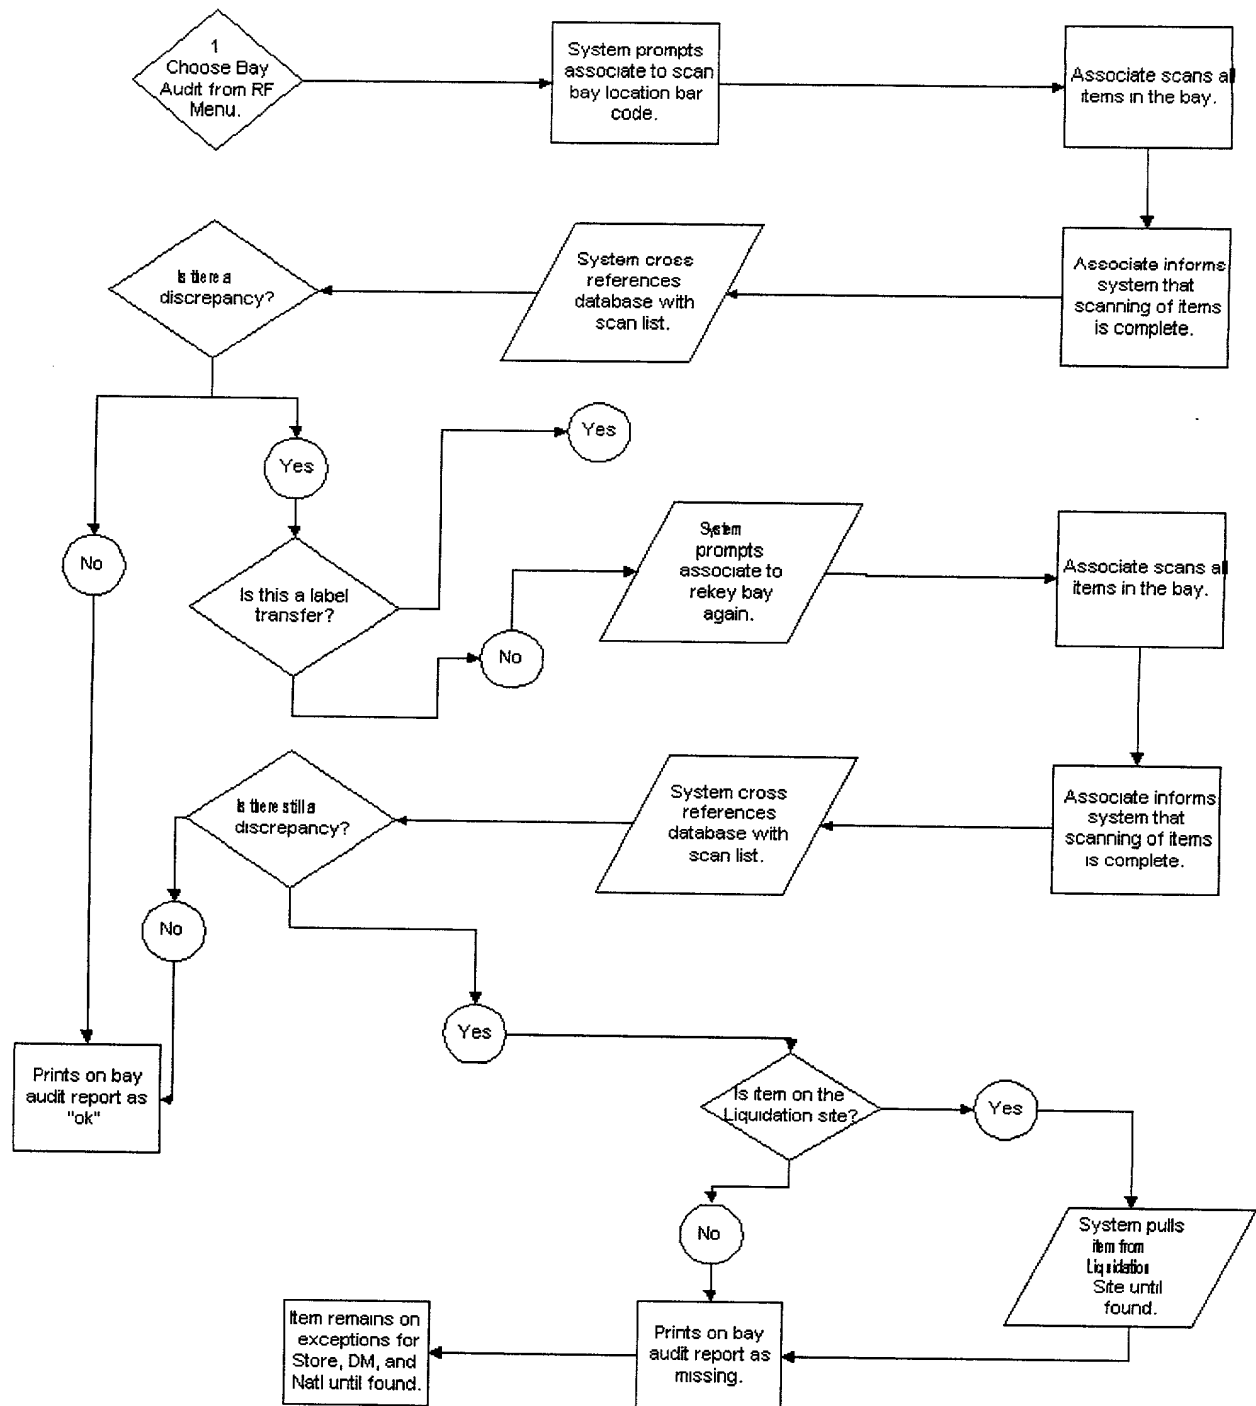 1
Choose Bay
Audit from RF
Menu.
System prompts
associate to scan
bay location bar
code.
Associate scans al
items in the bay.
Is there a
discrepancy?
System cross
references
database with
scan list.
Associate informs
system that
scanning of items
is complete.
Yes
Yes
No
Is this a label
transfer?
No
System
prompts
associate to
rekey bay
again.
Associate scans al
items in the bay.
Is there still a
discrepancy?
System cross
references
database with
scan list.
Associate informs
system that
scanning of items
is complete.
No
Yes
Prints on bay
audit report as
"ok"
Is item on the
Liquidation site?
Yes
No
System pulls
item from
Liquidation
Site until
found.
Item remains on
exceptions for
Store, DM, and
Natl until found.
Prints on bay
audit report as
missing.